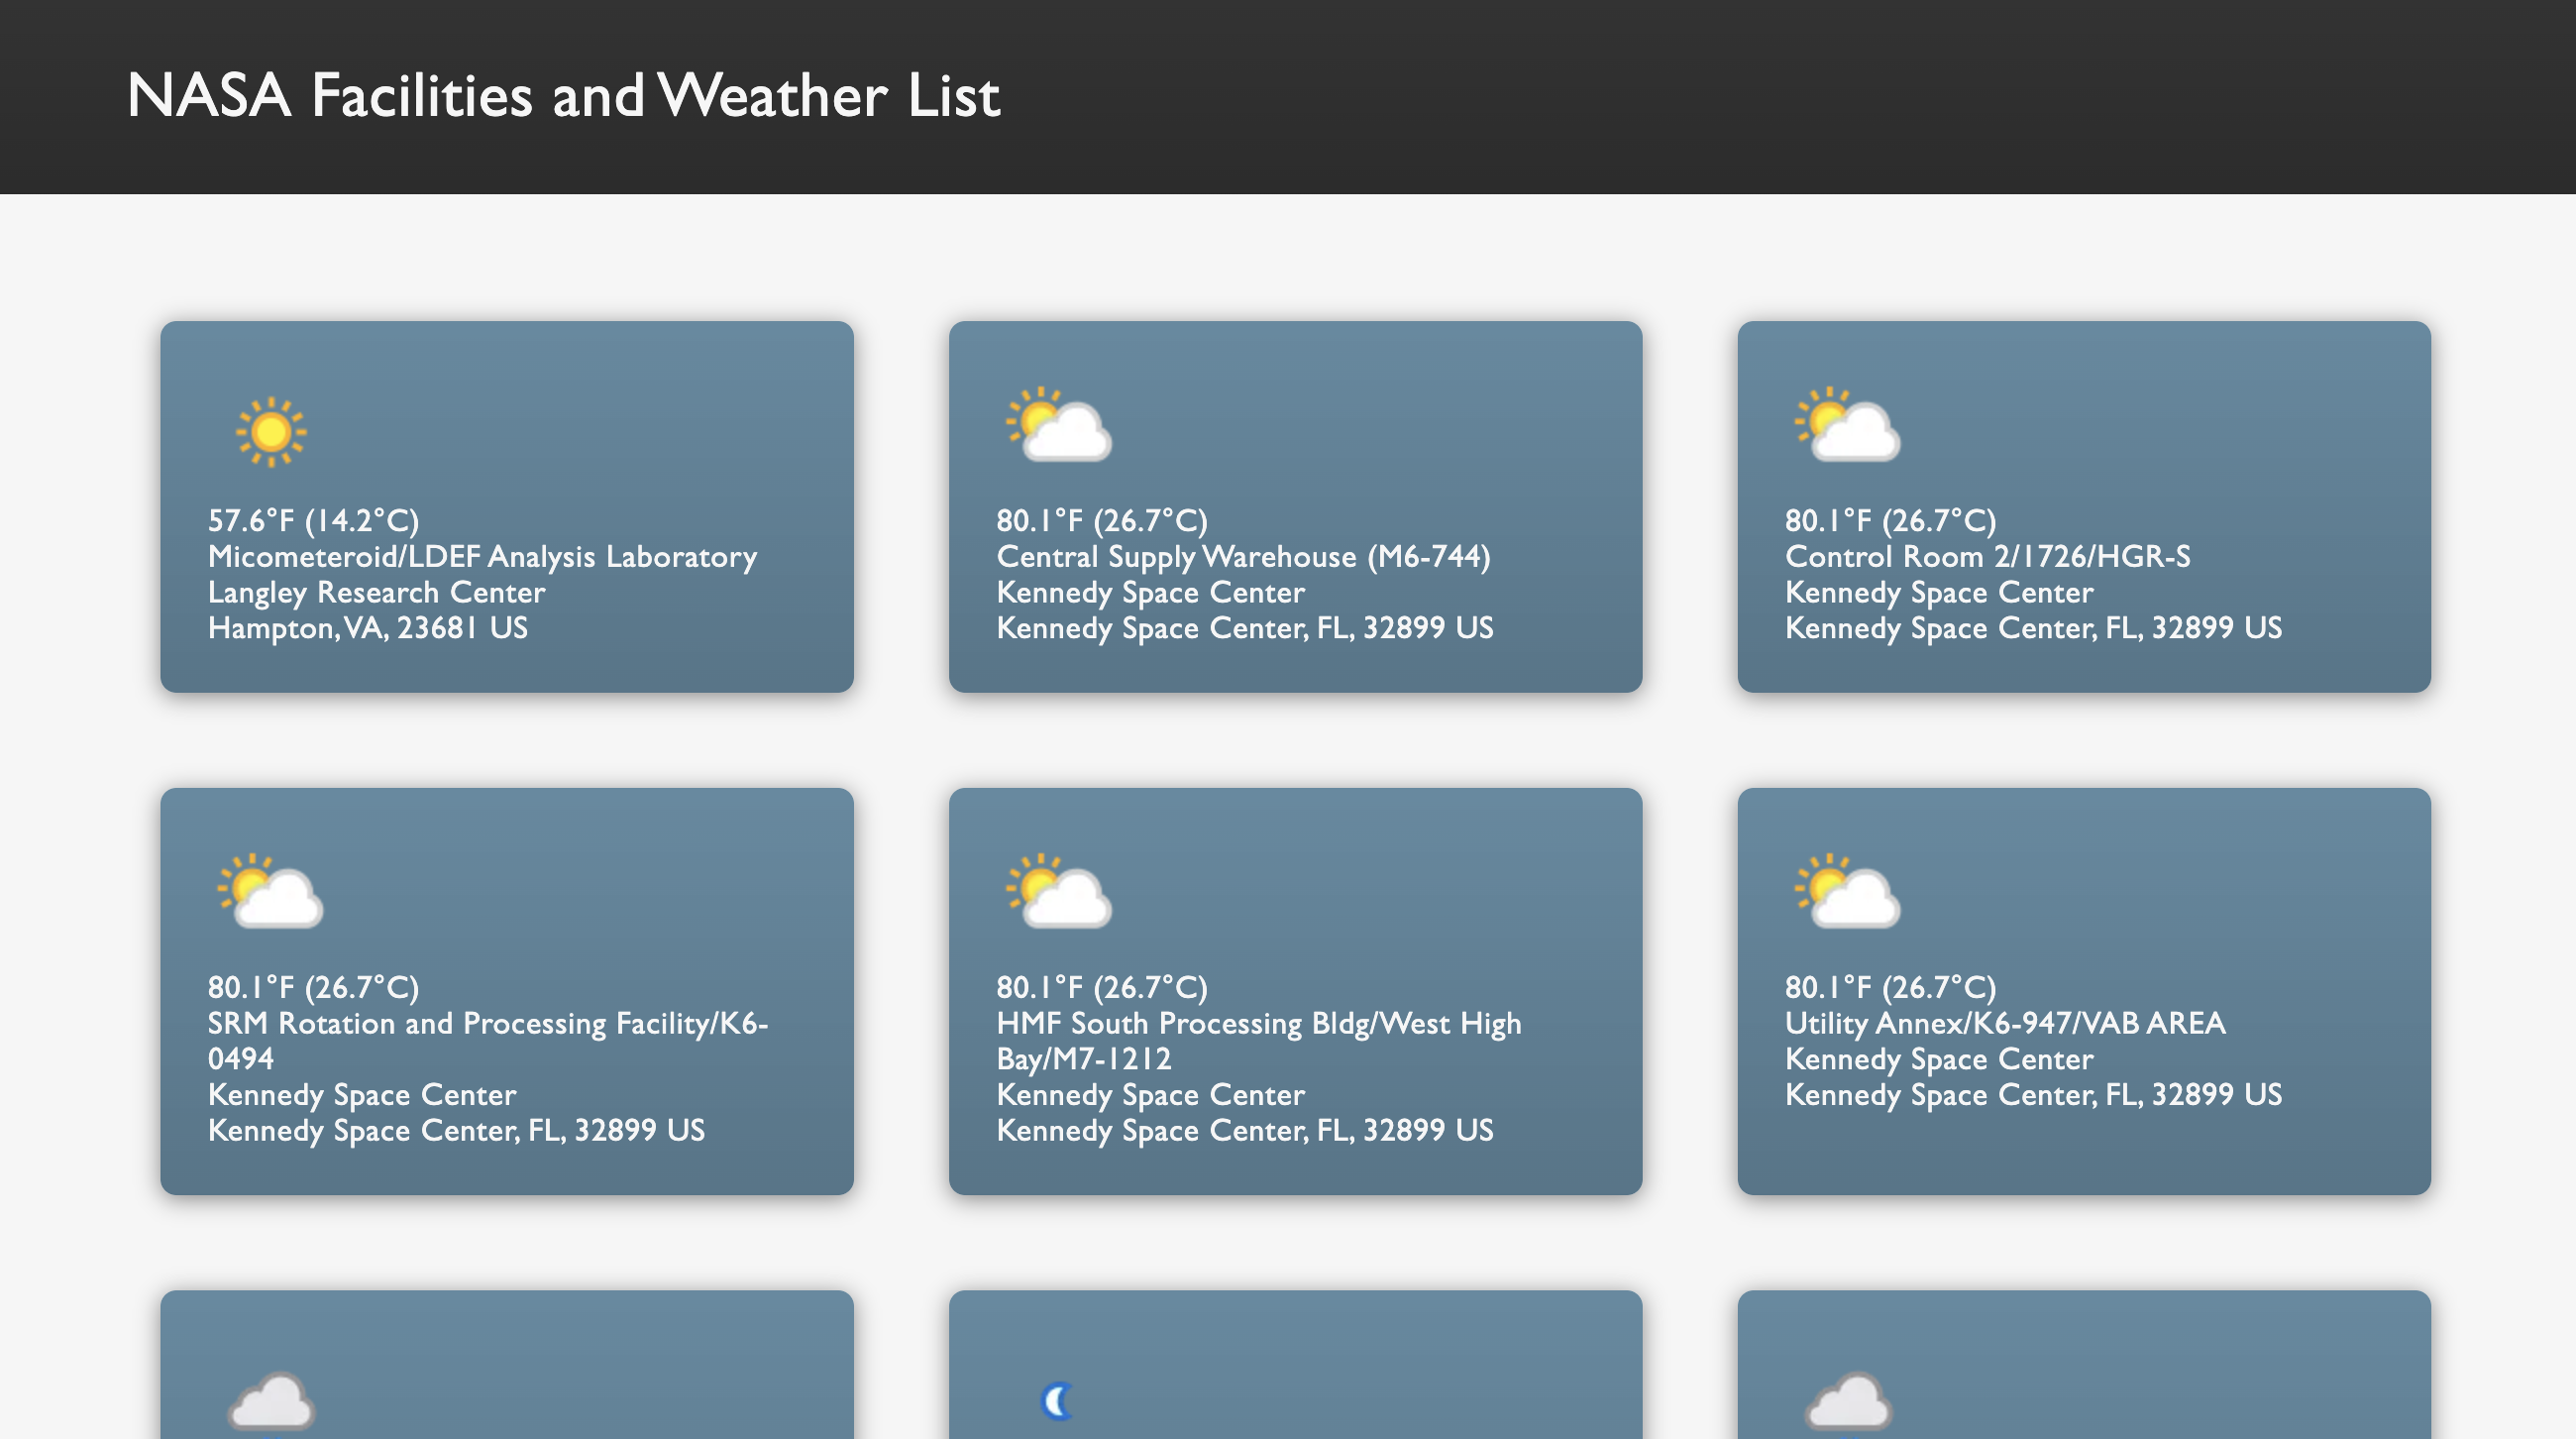 NASA Facilities and Weather List
57.6°F (14.2°C)
Micometeroid/LDEF Analysis Laboratory
Langley Research Center
Hampton, VA, 23681 US
80.1°F (26.7°C)
Central Supply Warehouse (M6-744)
Kennedy Space Center
Kennedy Space Center, FL, 32899 US
80.1°F (26.7°C)
Control Room 2/1726/HGR-S
Kennedy Space Center
Kennedy Space Center, FL, 32899 US
80.1°F (26.7°C)
SRM Rotation and Processing Facility/K6-
0494
Kennedy Space Center
Kennedy Space Center, FL, 32899 US
80.1°F (26.7°C)
HMF South Processing Bldg/West High
Bay/M7-1212
Kennedy Space Center
Kennedy Space Center, FL, 32899 US
80.1°F (26.7°C)
Utility Annex/K6-947/VAB AREA
Kennedy Space Center
Kennedy Space Center, FL, 32899 US